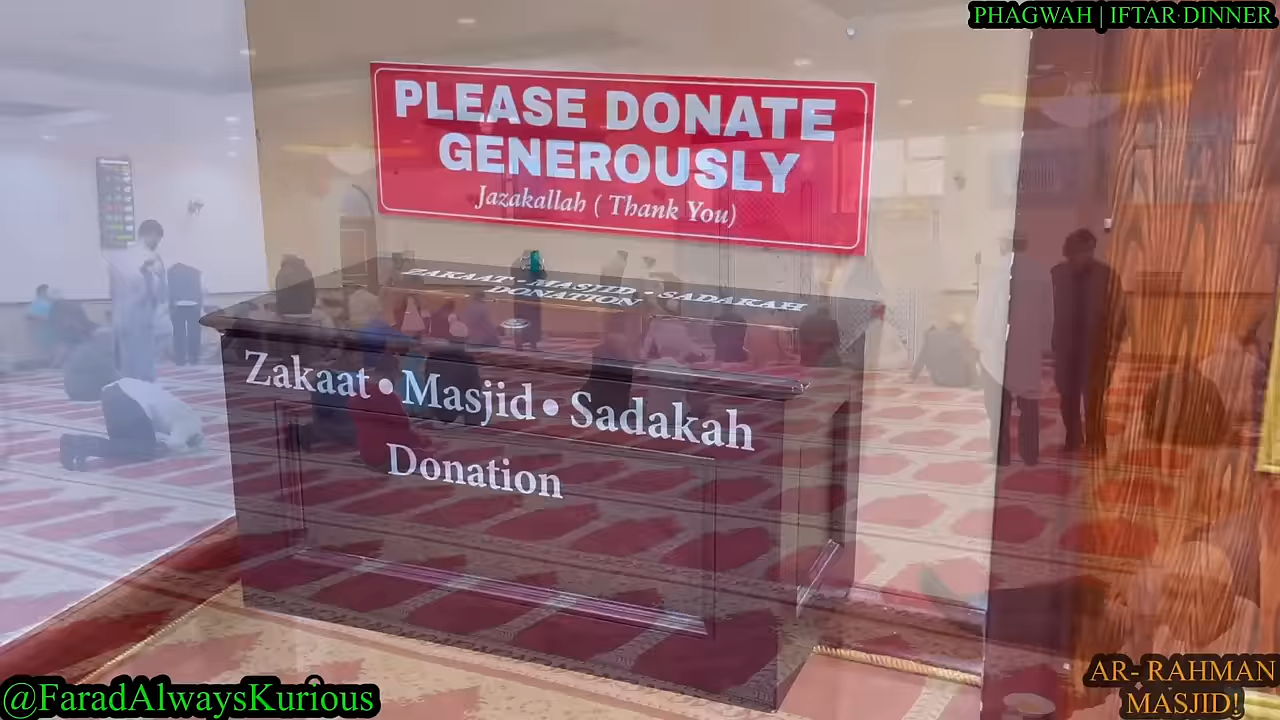 PHAGWAH | IFTAR DINNER
PLEASE DONATE
GENEROUSLY
Jazakallah ( Thank You)
ZAKAAT - MASJID - SADAKAH
DONATION
Zakaat • Masjid • Sadakah
Donation
@FaradAlwaysKurious
AR- RAHMAN
MASJID!